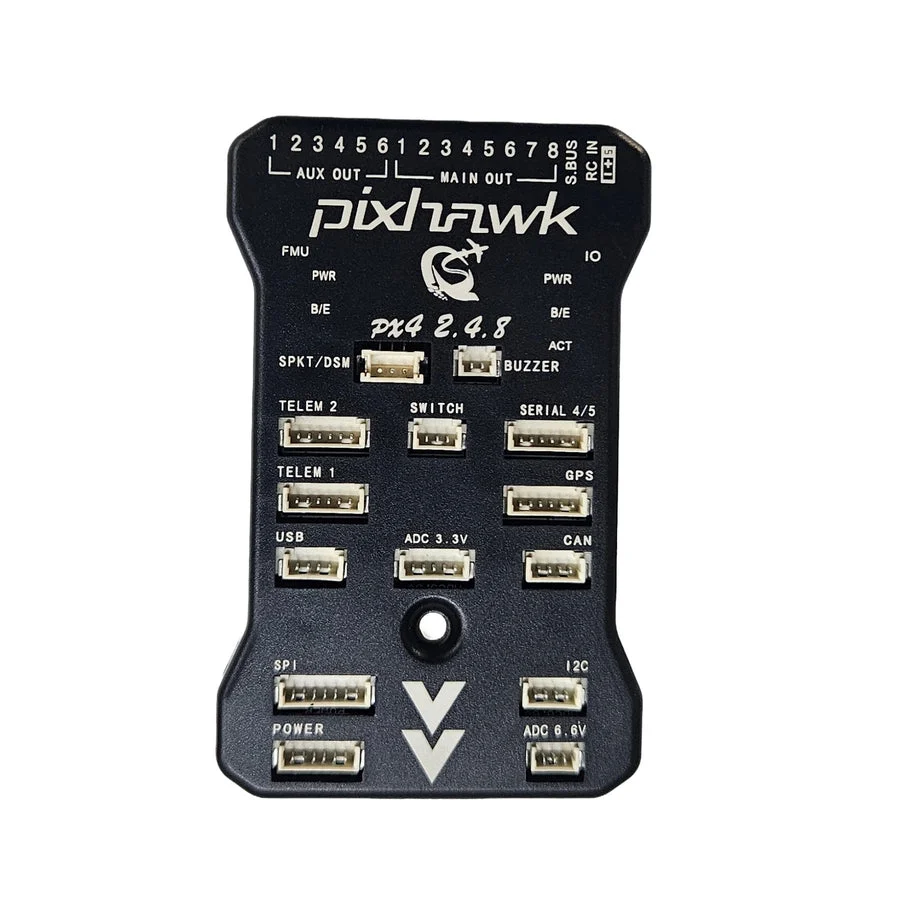 1 2 3 4 5 6 1 2 3 4 5 6 7 8 S.BUS RC IN
AUX OUT MAIN OUT
pixhawk
FMU IO
PWR PWR
B/E B/E
px4 2.4.8
ACT
SPKT/DSM BUZZER
TELEM 2 SWITCH SERIAL 4/5
TELEM 1 GPS
USB ADC 3.3V CAN
SPI I2C
POWER ADC 6.6V